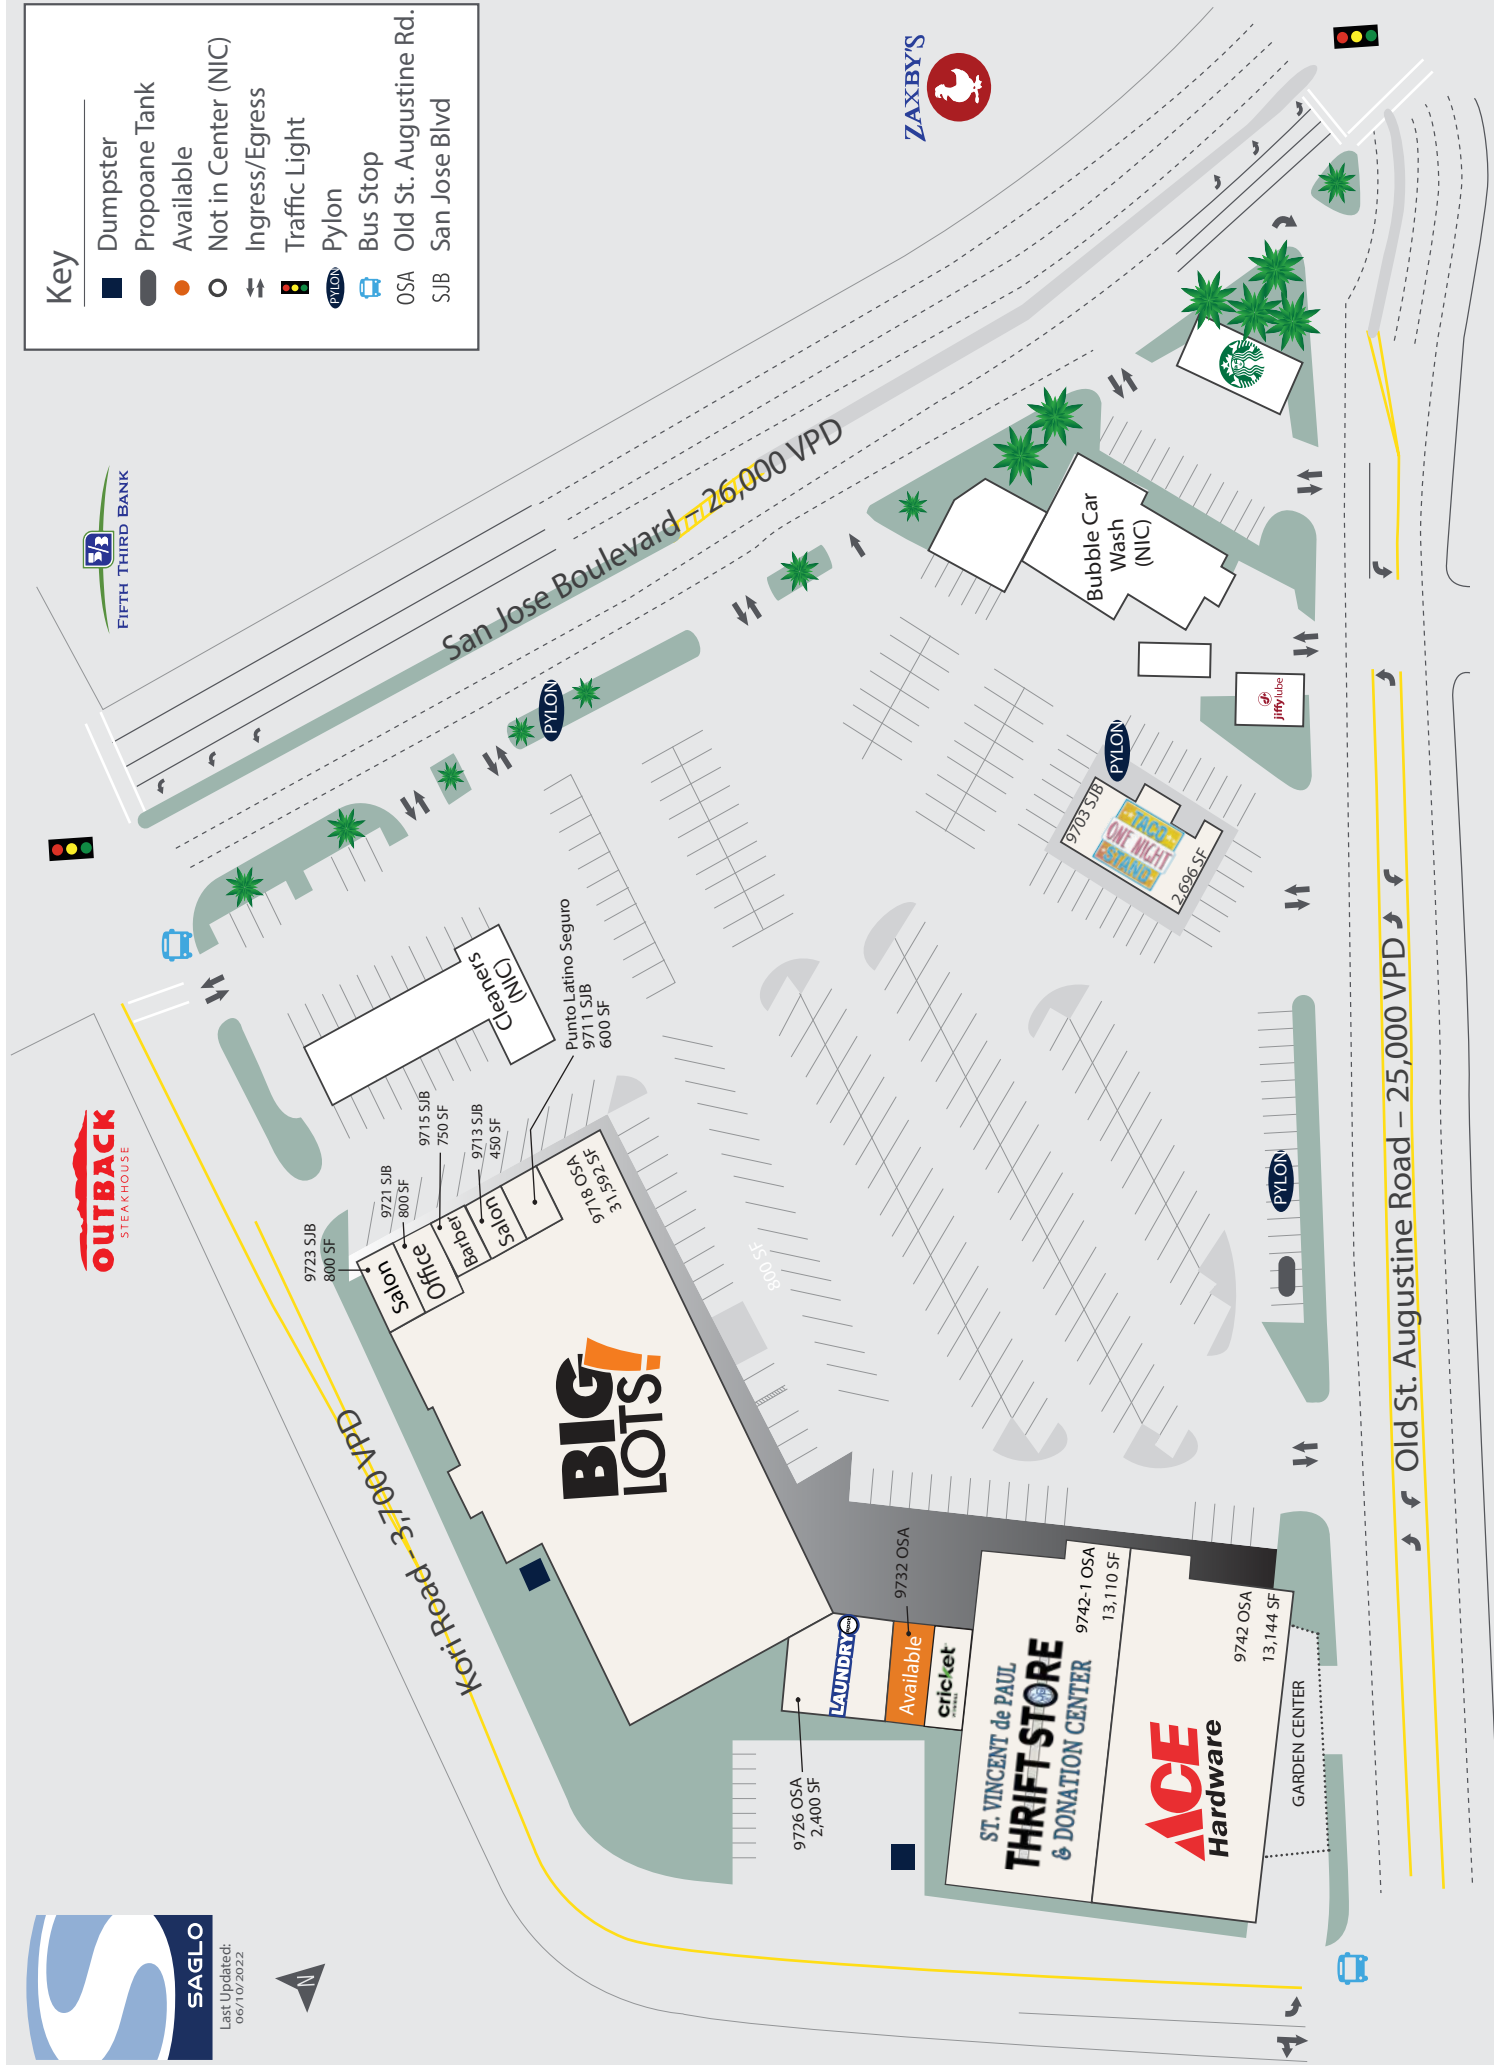 Key
Dumpster
Propoane Tank
Available
Not in Center (NIC)
Ingress/Egress
Traffic Light
PYLON Pylon
Bus Stop
OSA Old St. Augustine Rd.
SJB San Jose Blvd
ZAXBY'S
5/3
FIFTH THIRD BANK
OUTBACK
STEAKHOUSE
SAGLO
Last Updated:
06/10/2022
N
San Jose Boulevard – 26,000 VPD
Kori Road - 3,700 VPD
Old St. Augustine Road – 25,000 VPD
PYLON
PYLON
PYLON
Bubble Car
Wash
(NIC)
jiffylube
9703 SJB
TACO
ONE NIGHT
STAND
2,696 SF
Cleaners
(NIC)
Punto Latino Seguro
9711 SJB
600 SF
9713 SJB
450 SF
9715 SJB
750 SF
9721 SJB
800 SF
9723 SJB
800 SF
Salon
Office
Barber
Salon
9718 OSA
31,592 SF
800 SF
BIG
LOTS!
LAUNDRY
9726 OSA
2,400 SF
Available
9732 OSA
cricket
9742-1 OSA
13,110 SF
ST. VINCENT de PAUL
THRIFT STORE
& DONATION CENTER
9742 OSA
13,144 SF
ACE
Hardware
GARDEN CENTER